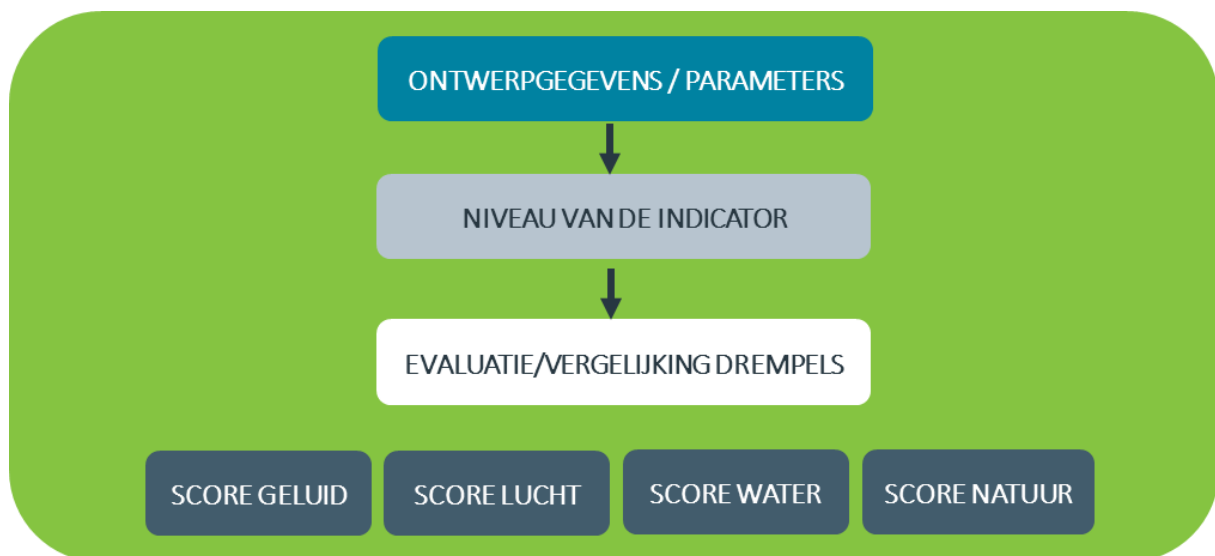 ONTWERPGEGEVENS / PARAMETERS
NIVEAU VAN DE INDICATOR
EVALUATIE/VERGELIJKING DREMPELS
SCORE GELUID
SCORE LUCHT
SCORE WATER
SCORE NATUUR